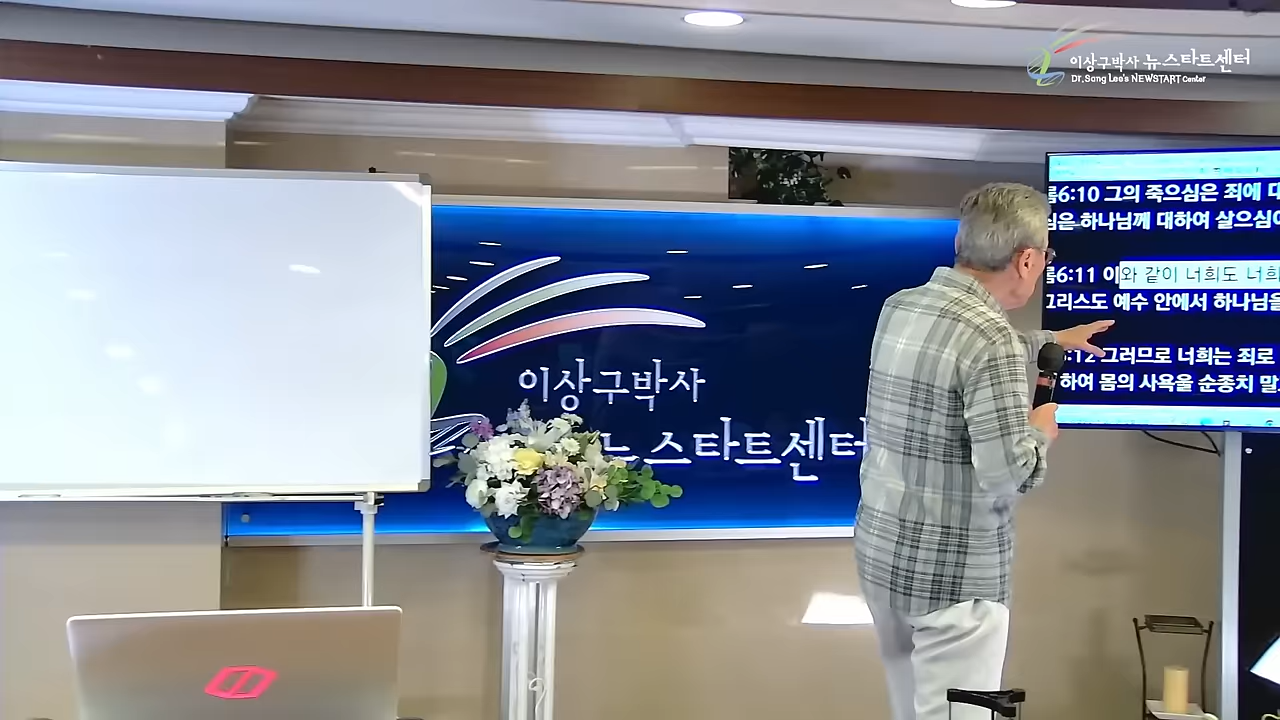 이상구박사 뉴스타트센터
Dr.Sang Lee's NEWSTART Center
이상구박사
뉴스타트센터
롬6:10 그의 죽으심은 죄에
심은 하나님께 대하여 살으심이
롬6:11 이와 같이 너희도 너희
그리스도 예수 안에서 하나님을
:12 그러므로 너희는 죄로
하여 몸의 사욕을 순종치 말